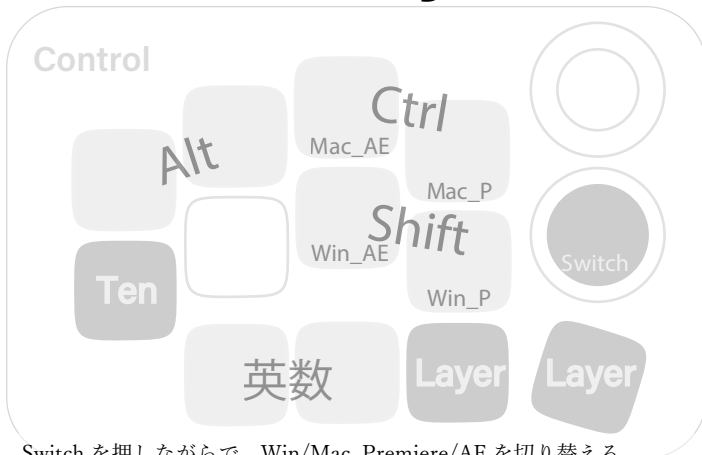 Control
Ctrl
Alt
Mac_AE
Mac_P
Shift
Win_AE
Switch
Ten
Win_P
英数
Layer
Layer
Switch を押しながらで、Win/Mac Premiere/AE を切り替える